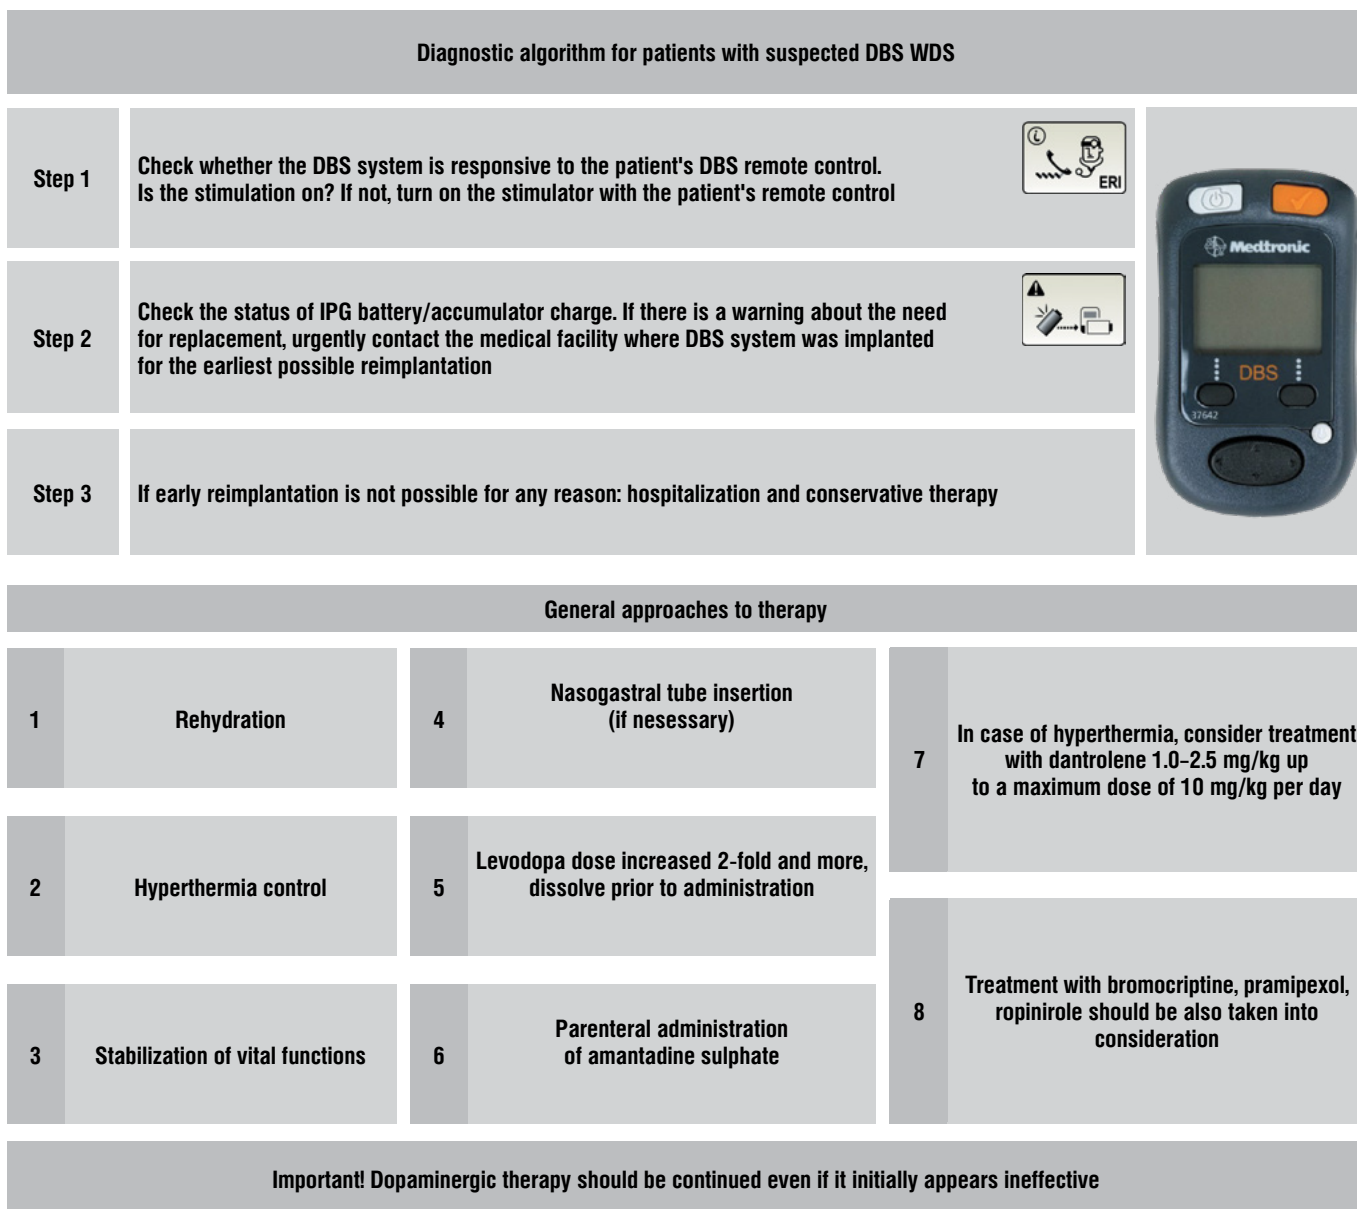 Diagnostic algorithm for patients with suspected DBS WDS
Step 1
Check whether the DBS system is responsive to the patient's DBS remote control.
Is the stimulation on? If not, turn on the stimulator with the patient's remote control
ERI
Step 2
Check the status of IPG battery/accumulator charge. If there is a warning about the need
for replacement, urgently contact the medical facility where DBS system was implanted
for the earliest possible reimplantation
Step 3
If early reimplantation is not possible for any reason: hospitalization and conservative therapy
Medtronic
DBS
37642
General approaches to therapy
1
Rehydration
2
Hyperthermia control
3
Stabilization of vital functions
4
Nasogastral tube insertion
(if nesessary)
5
Levodopa dose increased 2-fold and more,
dissolve prior to administration
6
Parenteral administration
of amantadine sulphate
7
In case of hyperthermia, consider treatment
with dantrolene 1.0–2.5 mg/kg up
to a maximum dose of 10 mg/kg per day
8
Treatment with bromocriptine, pramipexol,
ropinirole should be also taken into
consideration
Important! Dopaminergic therapy should be continued even if it initially appears ineffective